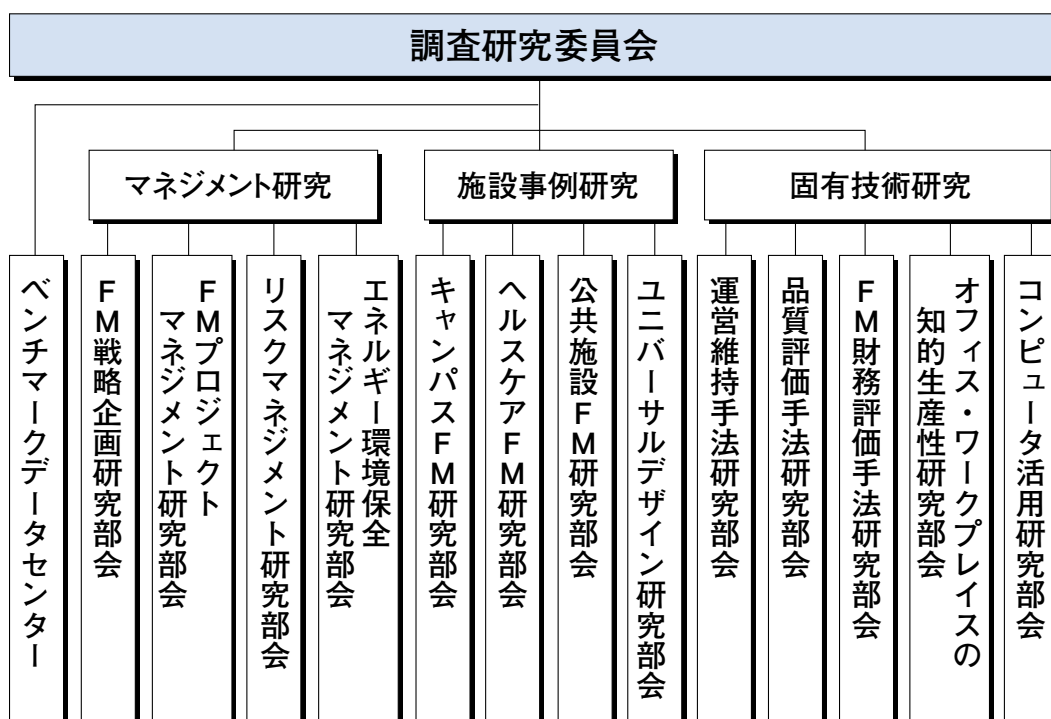 調査研究委員会
マネジメント研究
施設事例研究
固有技術研究
ベンチマークデータセンター
FM戦略企画研究部会
FMプロジェクト
マネジメント研究部会
リスクマネジメント研究部会
エネルギー環境保全
マネジメント研究部会
キャンパスFM研究部会
ヘルスケアFM研究部会
公共施設FM研究部会
ユニバーサルデザイン研究部会
運営維持手法研究部会
品質評価手法研究部会
FM財務評価手法研究部会
オフィス・ワークプレイスの
知的生産性研究部会
コンピュータ活用研究部会